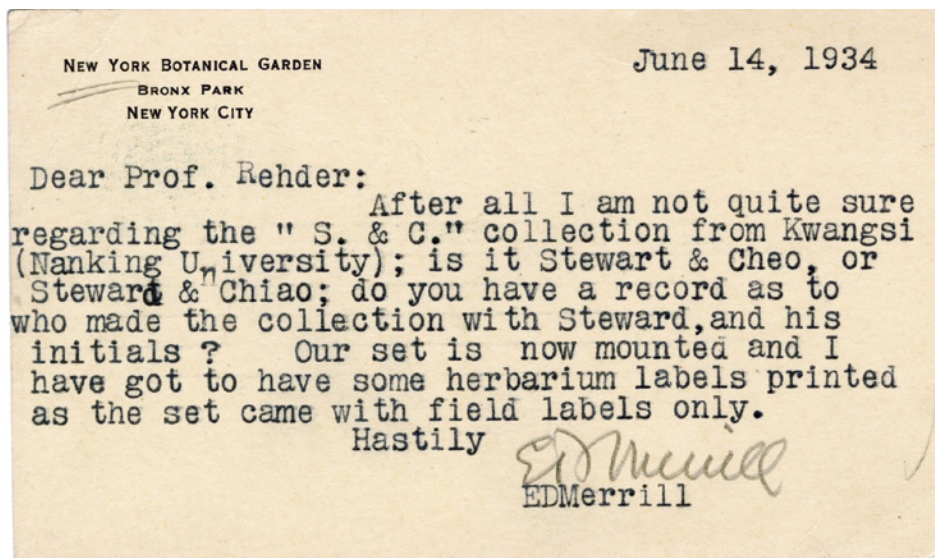 NEW YORK BOTANICAL GARDEN
BRONX PARK
NEW YORK CITY
June 14, 1934
Dear Prof. Rehder:
After all I am not quite sure
regarding the " S. & C." collection from Kwangsi
(Nanking University); is it Stewart & Cheo, or
Steward & Chiao; do you have a record as to
who made the collection with Steward,and his
initials ? Our set is now mounted and I
have got to have some herbarium labels printed
as the set came with field labels only.
Hastily
EDMerrill
EDMerrill